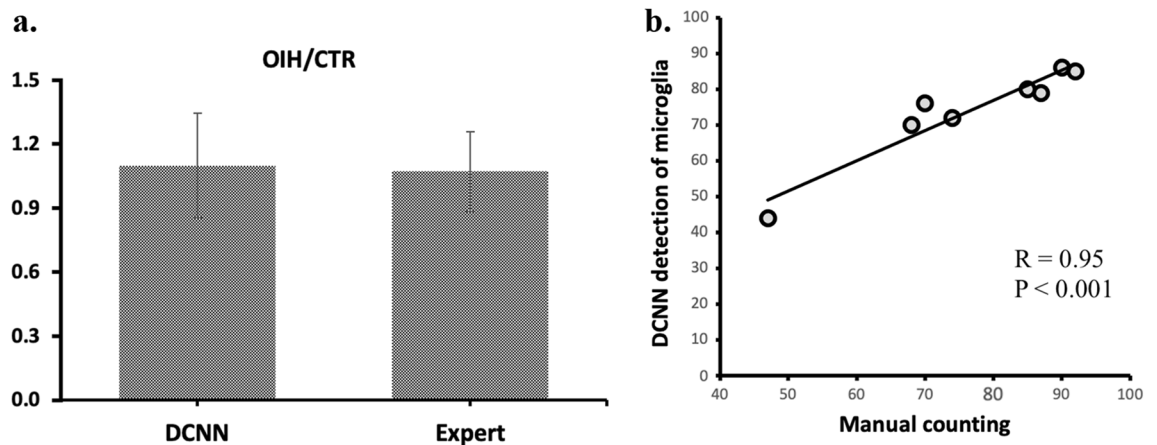 a.
OIH/CTR
1.5
1.2
0.9
0.6
0.3
0.0
DCNN Expert
b.
DCNN detection of microglia
100
90
80
70
60
50
40
30
20
10
0
R = 0.95
P < 0.001
40 50 60 70 80 90 100
Manual counting